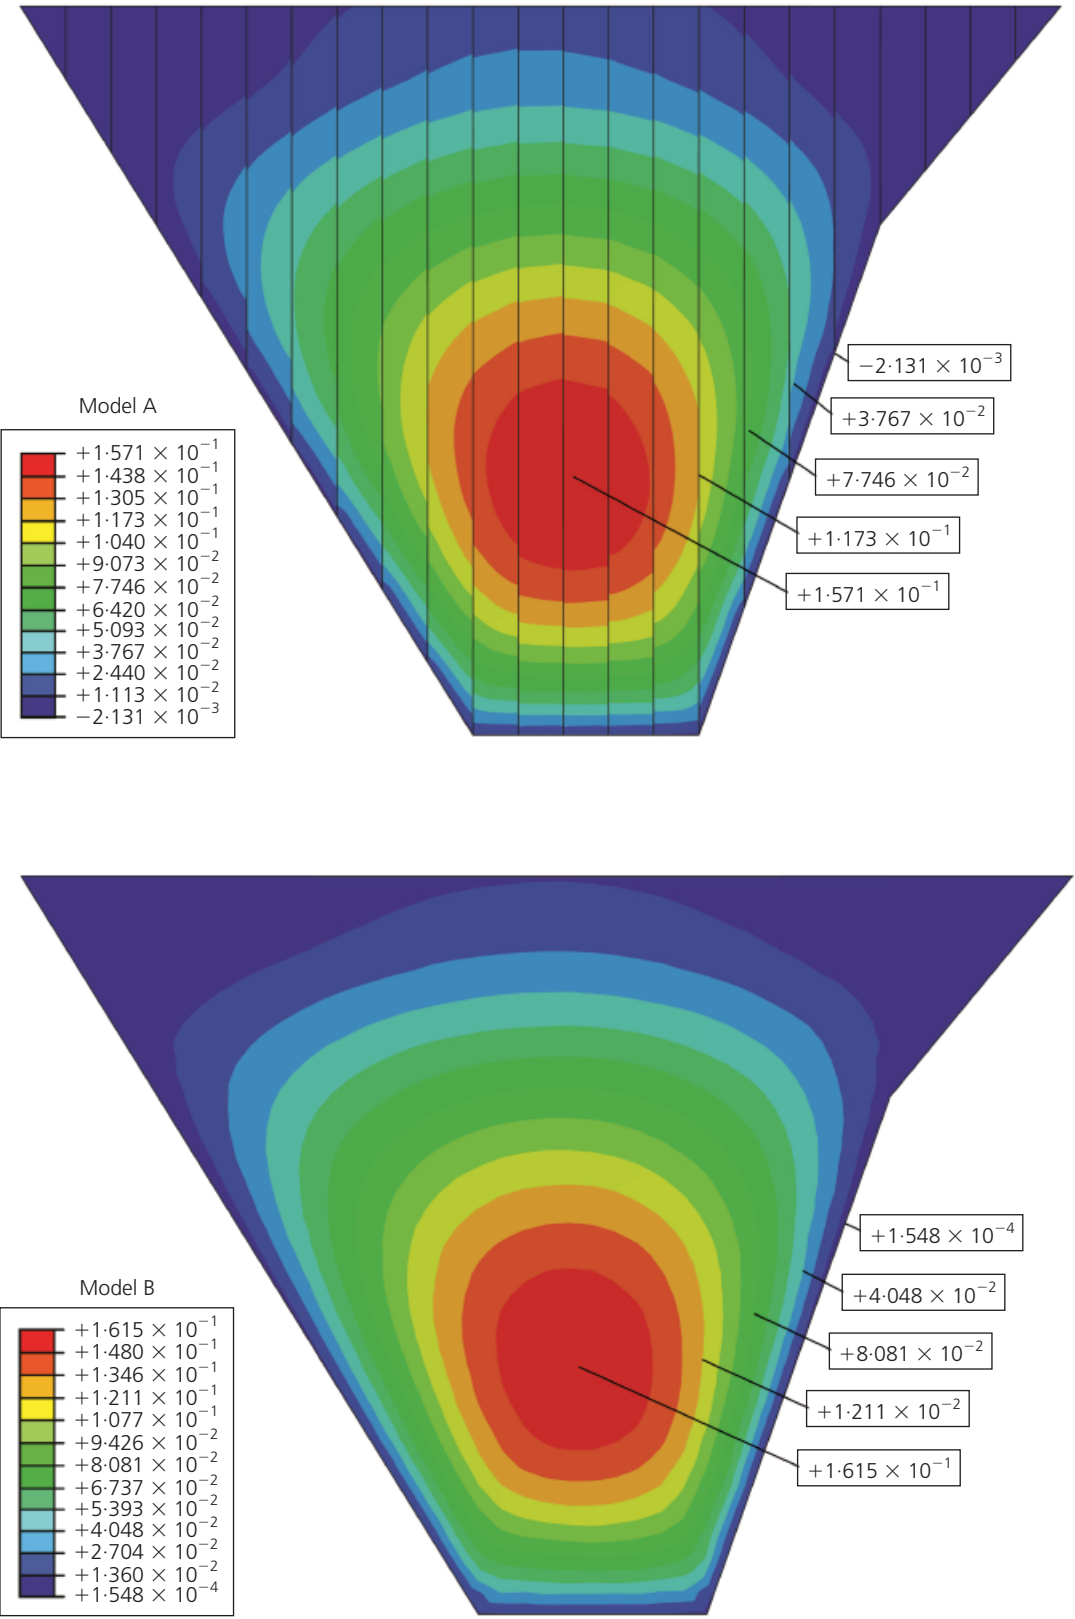 −2·131 × 10⁻³
+3·767 × 10⁻²
+7·746 × 10⁻²
+1·173 × 10⁻¹
+1·571 × 10⁻¹
Model A
+1·571 × 10⁻¹
+1·438 × 10⁻¹
+1·305 × 10⁻¹
+1·173 × 10⁻¹
+1·040 × 10⁻¹
+9·073 × 10⁻²
+7·746 × 10⁻²
+6·420 × 10⁻²
+5·093 × 10⁻²
+3·767 × 10⁻²
+2·440 × 10⁻²
+1·113 × 10⁻²
−2·131 × 10⁻³
+1·548 × 10⁻⁴
+4·048 × 10⁻²
+8·081 × 10⁻²
+1·211 × 10⁻²
+1·615 × 10⁻¹
Model B
+1·615 × 10⁻¹
+1·480 × 10⁻¹
+1·346 × 10⁻¹
+1·211 × 10⁻¹
+1·077 × 10⁻¹
+9·426 × 10⁻²
+8·081 × 10⁻²
+6·737 × 10⁻²
+5·393 × 10⁻²
+4·048 × 10⁻²
+2·704 × 10⁻²
+1·360 × 10⁻²
+1·548 × 10⁻⁴